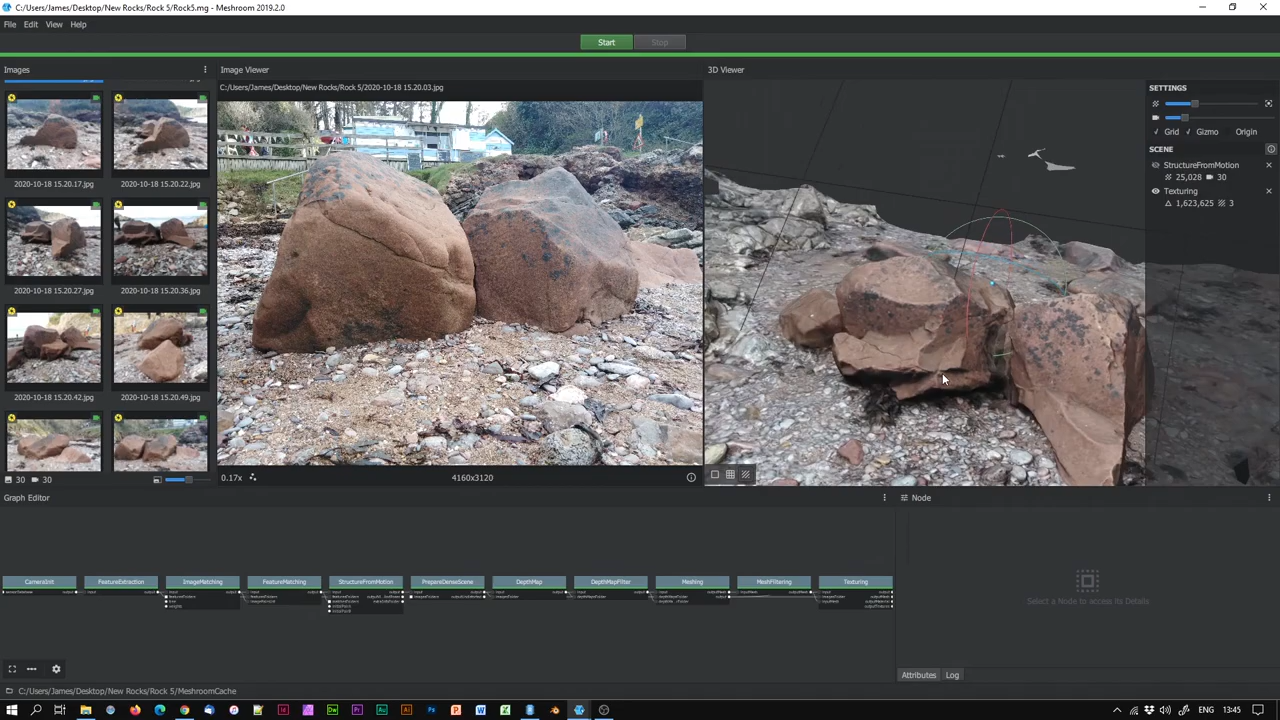 C:/Users/James/Desktop/New Rocks/Rock 5/Rock5.mg - Meshroom 2019.2.0
File Edit View Help
Start Stop
Images
Image Viewer
3D Viewer
C:/Users/James/Desktop/New Rocks/Rock 5/2020-10-18 15.20.03.jpg
SETTINGS
Grid Gizmo Origin
SCENE
StructureFromMotion
25,028 30
Texturing
1,623,625 3
2020-10-18 15.20.17.jpg 2020-10-18 15.20.22.jpg
2020-10-18 15.20.27.jpg 2020-10-18 15.20.36.jpg
2020-10-18 15.20.42.jpg 2020-10-18 15.20.49.jpg
30 30
0.17x
4160x3120
Graph Editor
Node
CameraInit FeatureExtraction ImageMatching FeatureMatching StructureFromMotion PrepareDenseScene DepthMap DepthMapFilter Meshing MeshFiltering Texturing
Select a Node to access its Details
Attributes Log
C:/Users/James/Desktop/New Rocks/Rock 5/MeshroomCache
ENG 13:45